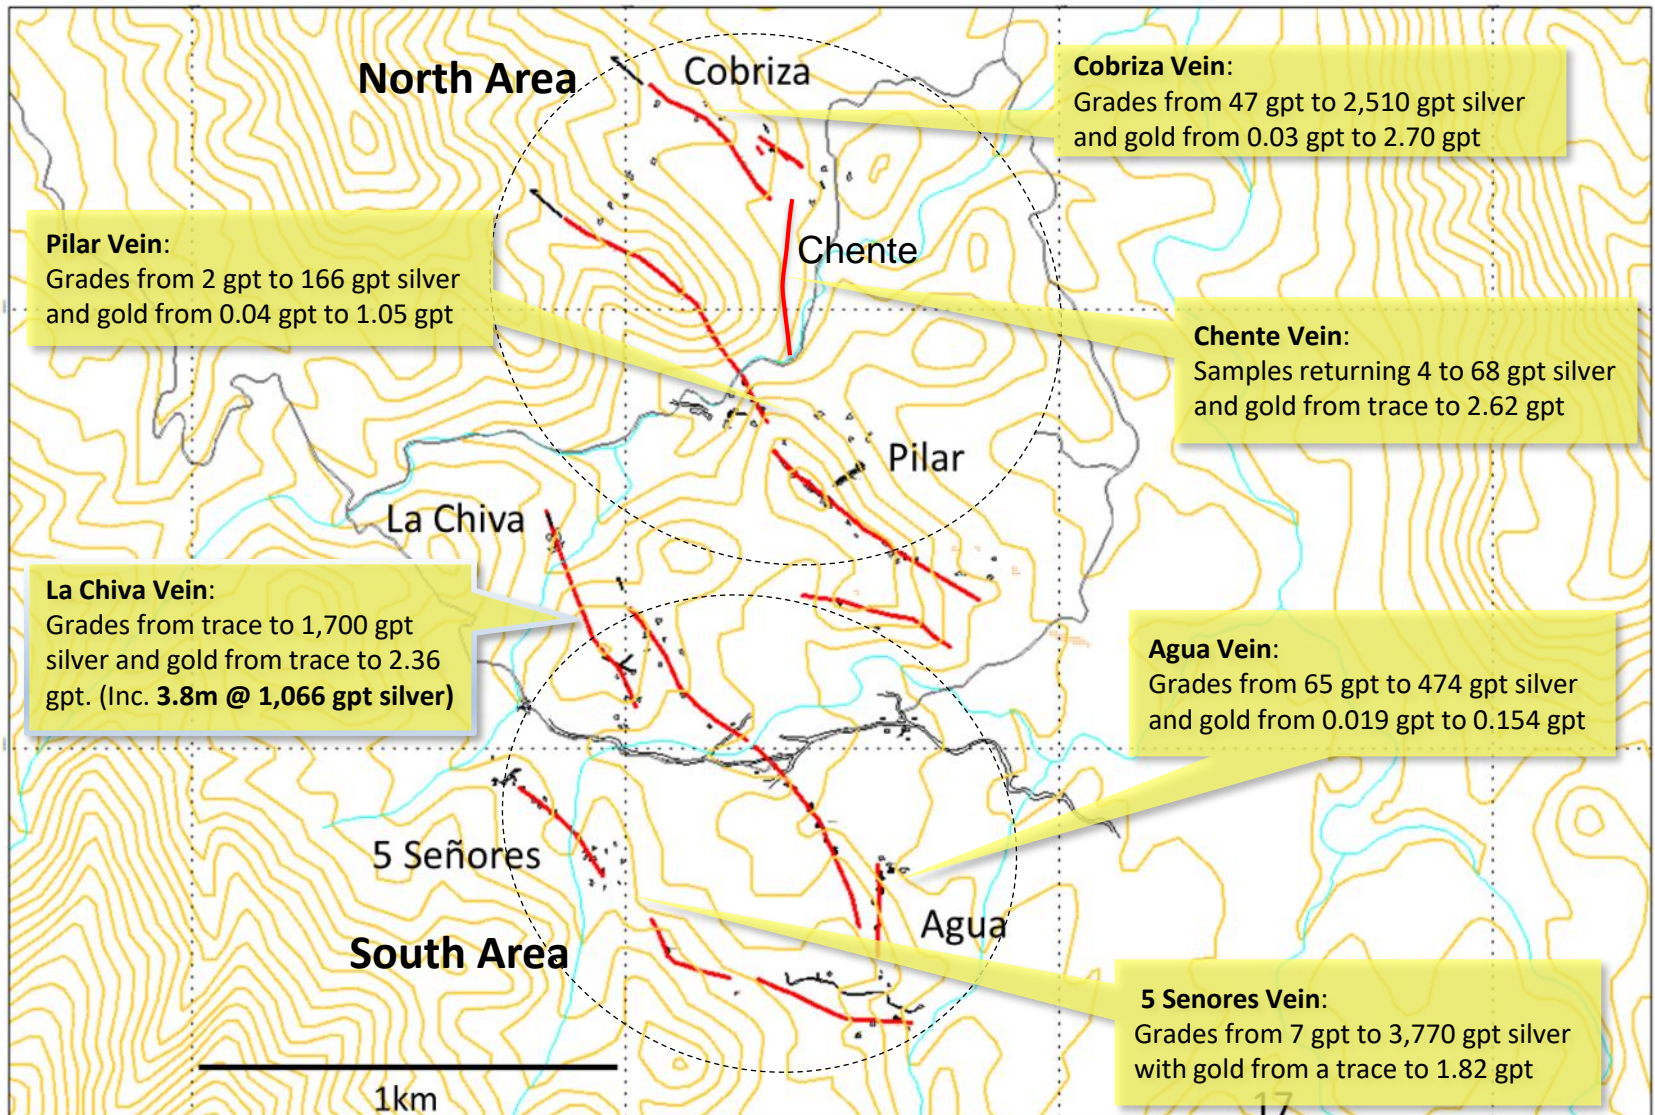 North Area
Cobriza
Cobriza Vein:
Grades from 47 gpt to 2,510 gpt silver
and gold from 0.03 gpt to 2.70 gpt
Pilar Vein:
Grades from 2 gpt to 166 gpt silver
and gold from 0.04 gpt to 1.05 gpt
Chente
Chente Vein:
Samples returning 4 to 68 gpt silver
and gold from trace to 2.62 gpt
Pilar
La Chiva
La Chiva Vein:
Grades from trace to 1,700 gpt
silver and gold from trace to 2.36
gpt. (Inc. 3.8m @ 1,066 gpt silver)
Agua Vein:
Grades from 65 gpt to 474 gpt silver
and gold from 0.019 gpt to 0.154 gpt
5 Señores
Agua
South Area
5 Senores Vein:
Grades from 7 gpt to 3,770 gpt silver
with gold from a trace to 1.82 gpt
1km
17